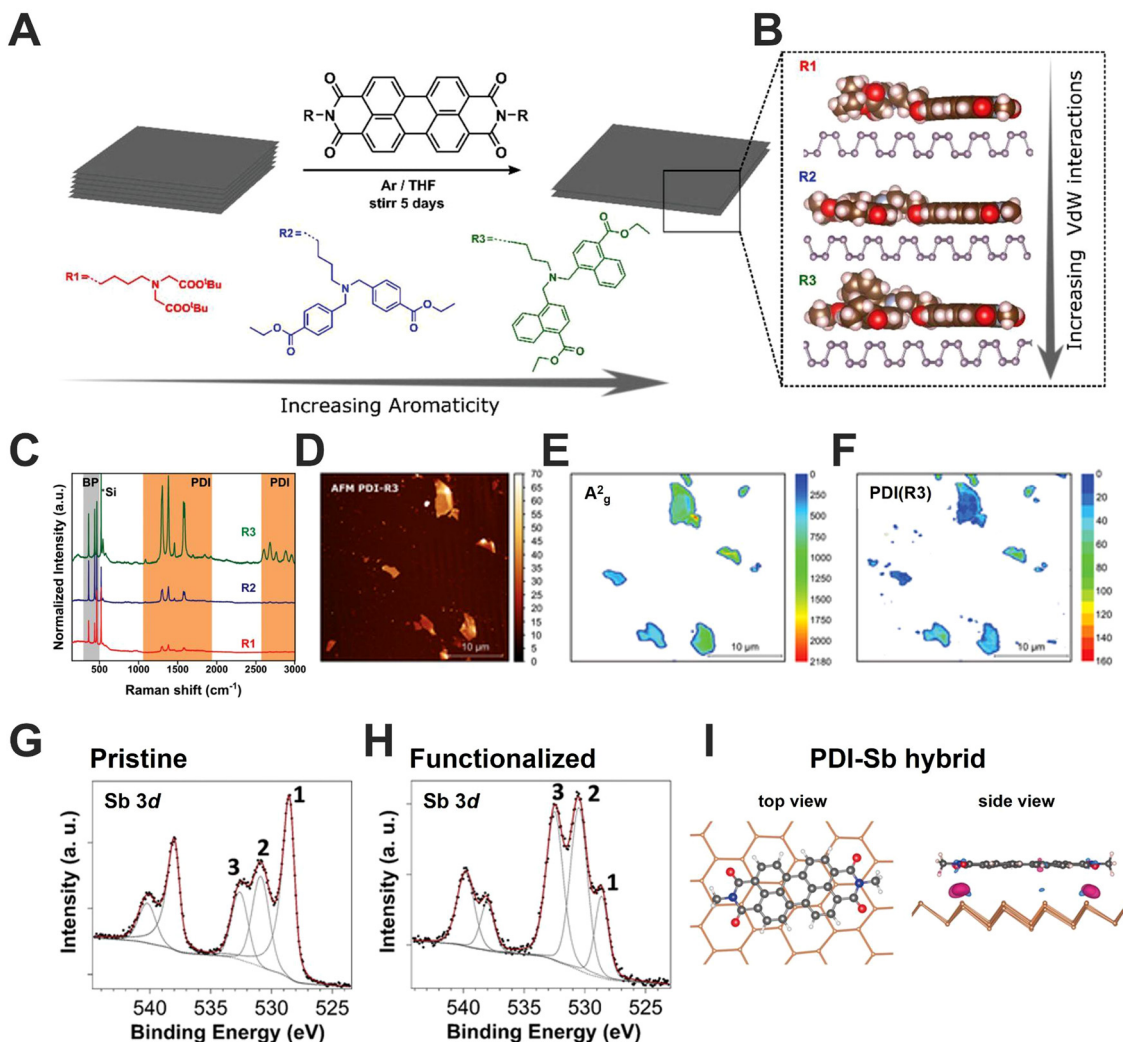 A
B
O
O
R-N
N-R
O
O
Ar / THF
stirr 5 days
R1=
N
COOᵗBu
COOᵗBu
R2=
N
O
O
O
O
R3=
N
O
O
O
O
Increasing Aromaticity
R1
R2
R3
Increasing VdW interactions
C
Normalized Intensity (a.u.)
BP
*Si
PDI
PDI
R3
R2
R1
500
1000
1500
2000
2500
3000
Raman shift (cm⁻¹)
D
AFM PDI-R3
10 µm
70
65
60
55
50
45
40
35
30
25
20
15
10
5
0
E
A²g
10 µm
0
250
500
750
1000
1250
1500
1750
2000
2180
F
PDI(R3)
10 µm
0
20
40
60
80
100
120
140
160
G
Pristine
Sb 3d
1
2
3
Intensity (a. u.)
540
535
530
525
Binding Energy (eV)
H
Functionalized
Sb 3d
3
2
1
Intensity (a. u.)
540
535
530
525
Binding Energy (eV)
I
PDI-Sb hybrid
top view
side view